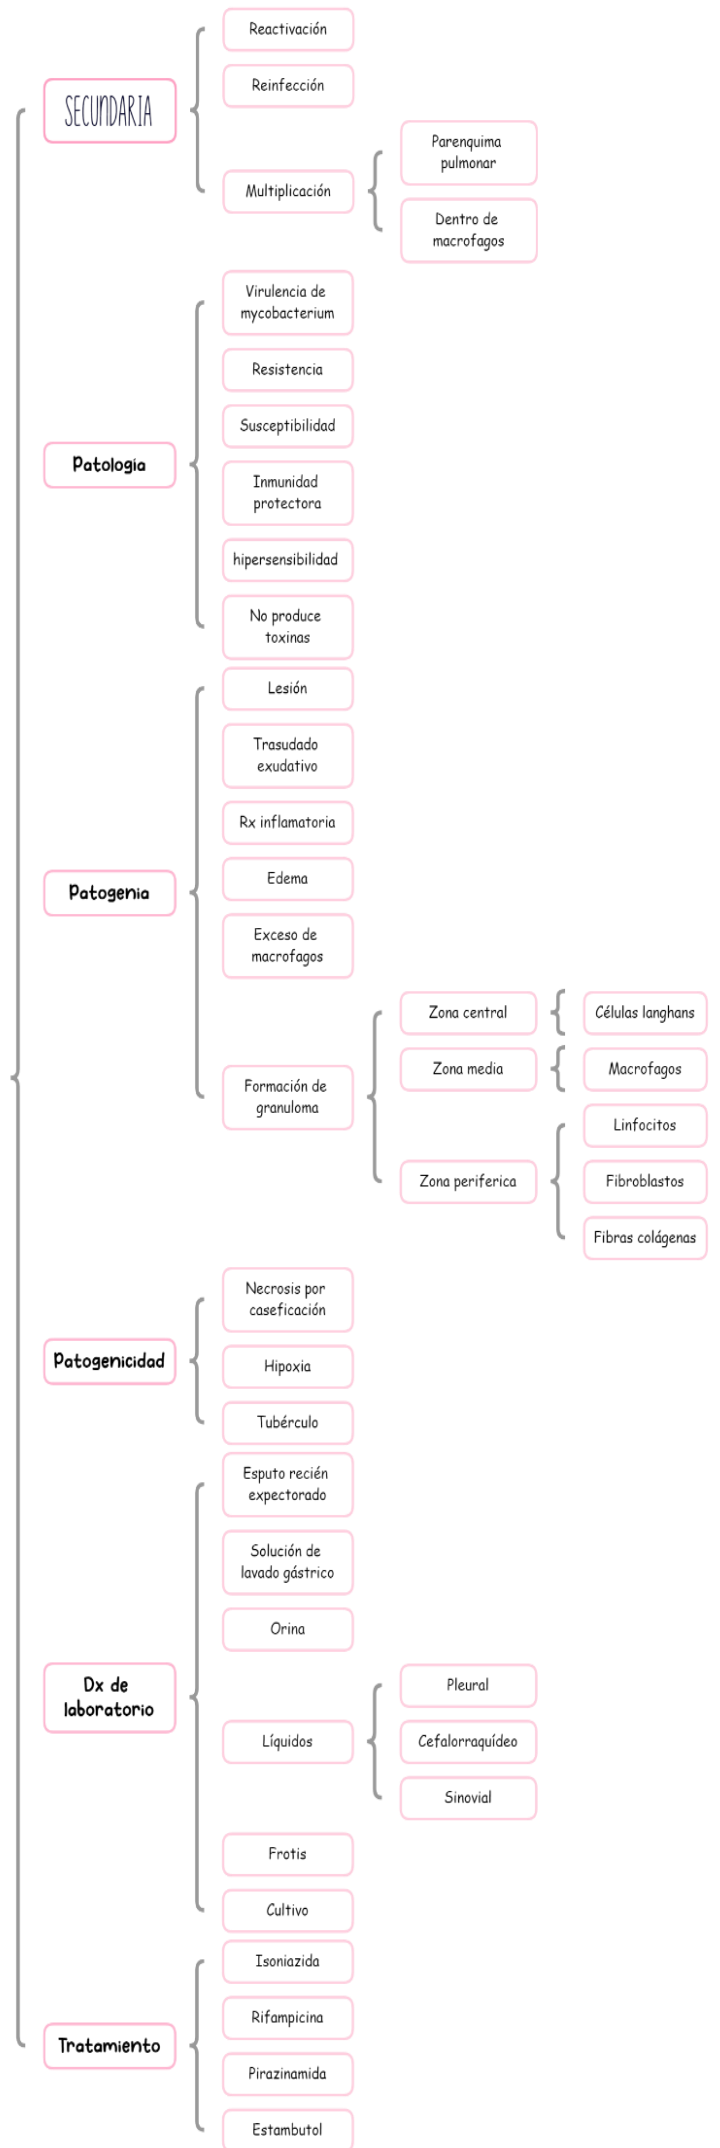 SECUNDARIA
Reactivación
Reinfección
Multiplicación
Parenquima
pulmonar
Dentro de
macrofagos
Patología
Virulencia de
mycobacterium
Resistencia
Susceptibilidad
Inmunidad
protectora
hipersensibilidad
No produce
toxinas
Patogenia
Lesión
Trasudado
exudativo
Rx inflamatoria
Edema
Exceso de
macrofagos
Formación de
granuloma
Zona central
Células langhans
Zona media
Macrofagos
Zona periferica
Linfocitos
Fibroblastos
Fibras colágenas
Patogenicidad
Necrosis por
caseficación
Hipoxia
Tubérculo
Dx de
laboratorio
Esputo recién
expectorado
Solución de
lavado gástrico
Orina
Líquidos
Pleural
Cefalorraquídeo
Sinovial
Frotis
Cultivo
Tratamiento
Isoniazida
Rifampicina
Pirazinamida
Estambutol